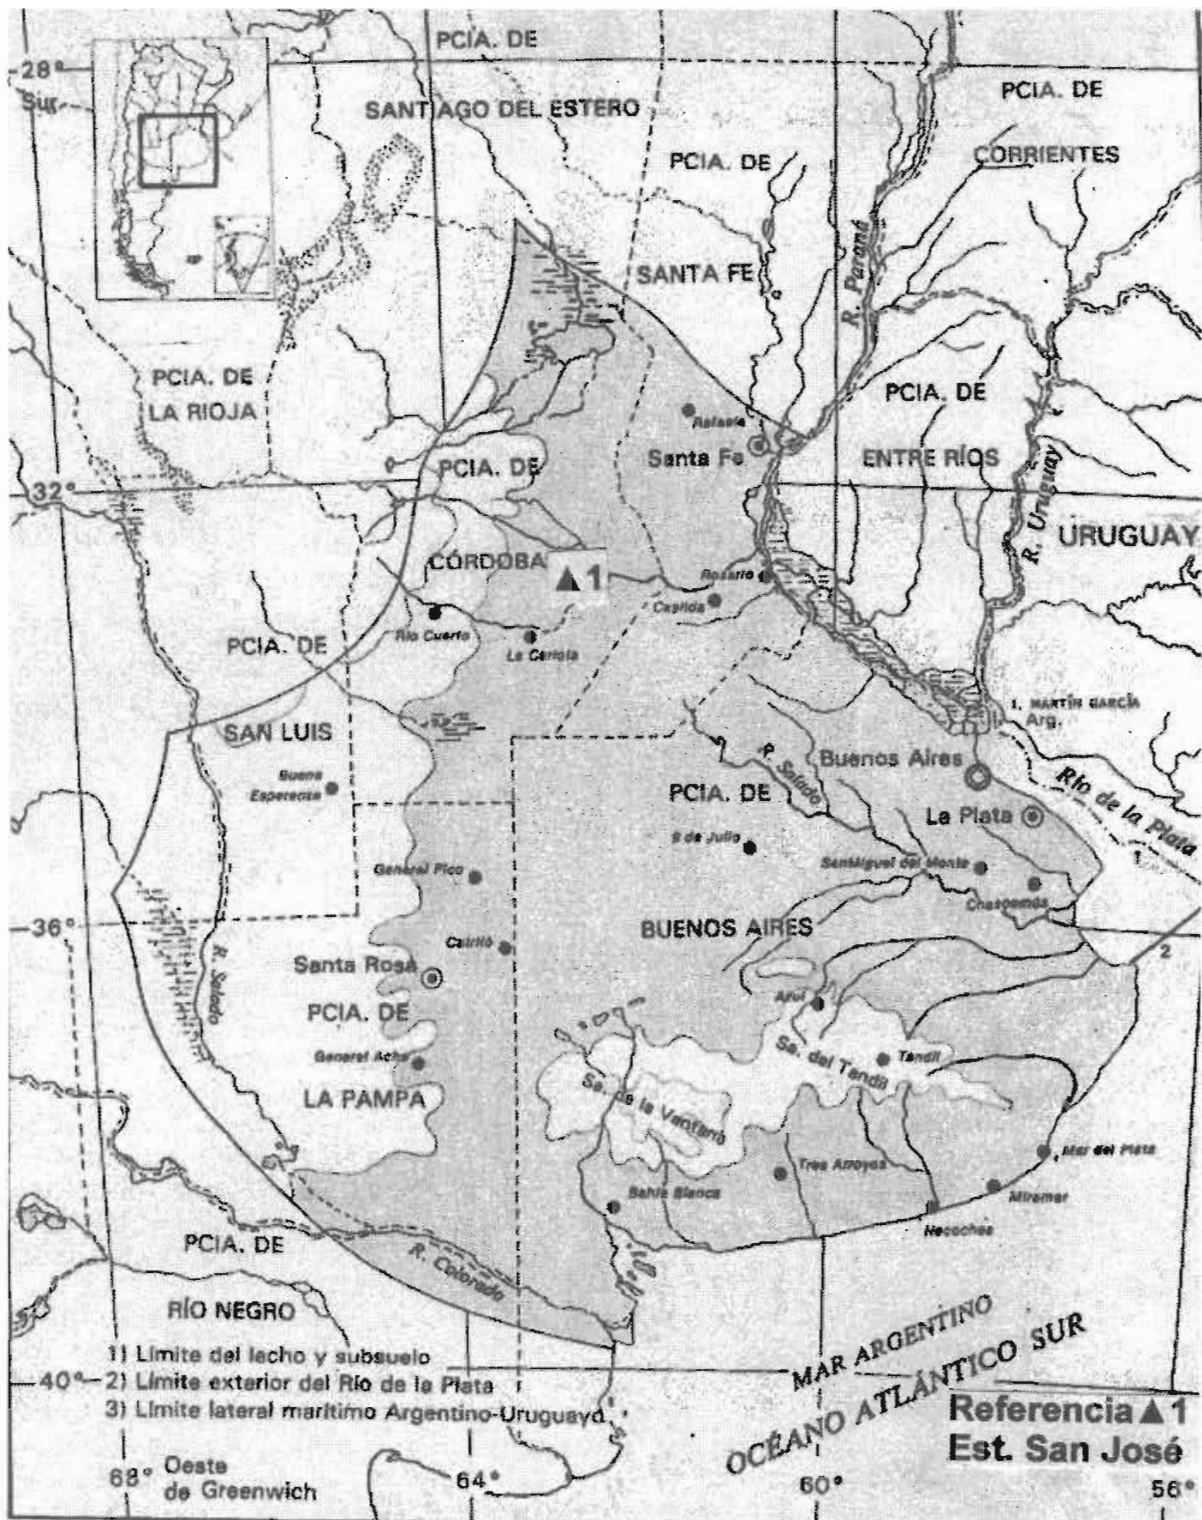 PCIA. DE
28°
Sur
SANTIAGO DEL ESTERO
PCIA. DE
CORRIENTES
PCIA. DE
SANTA FE
R. Paraná
PCIA. DE
LA RIOJA
PCIA. DE
ENTRE RÍOS
Rafaela
Santa Fe
PCIA. DE
CÓRDOBA
32°
R. Uruguay
URUGUAY
▲1
Rosario
Casilda
Río Cuarto
La Carlota
PCIA. DE
SAN LUIS
Buena
Esperanza
I. MARTÍN GARCÍA
Arg.
Buenos Aires
Río de la Plata
1
R. Salado
PCIA. DE
BUENOS AIRES
La Plata
9 de Julio
San Miguel del Monte
Chascomús
General Pico
36°
2
Catriló
Santa Rosa
R. Salado
PCIA. DE
LA PAMPA
General Acha
Azul
Sa. del Tandil
Tandil
Sa. de la Ventana
Mar del Plata
Tres Arroyos
Miramar
Bahía Blanca
Necochea
PCIA. DE
RÍO NEGRO
R. Colorado
MAR ARGENTINO
OCÉANO ATLÁNTICO SUR
1) Límite del lecho y subsuelo
40°
2) Límite exterior del Río de la Plata
3) Límite lateral marítimo Argentino-Uruguayo
Referencia ▲ 1
Est. San José
68° Oeste
de Greenwich
64°
60°
56°